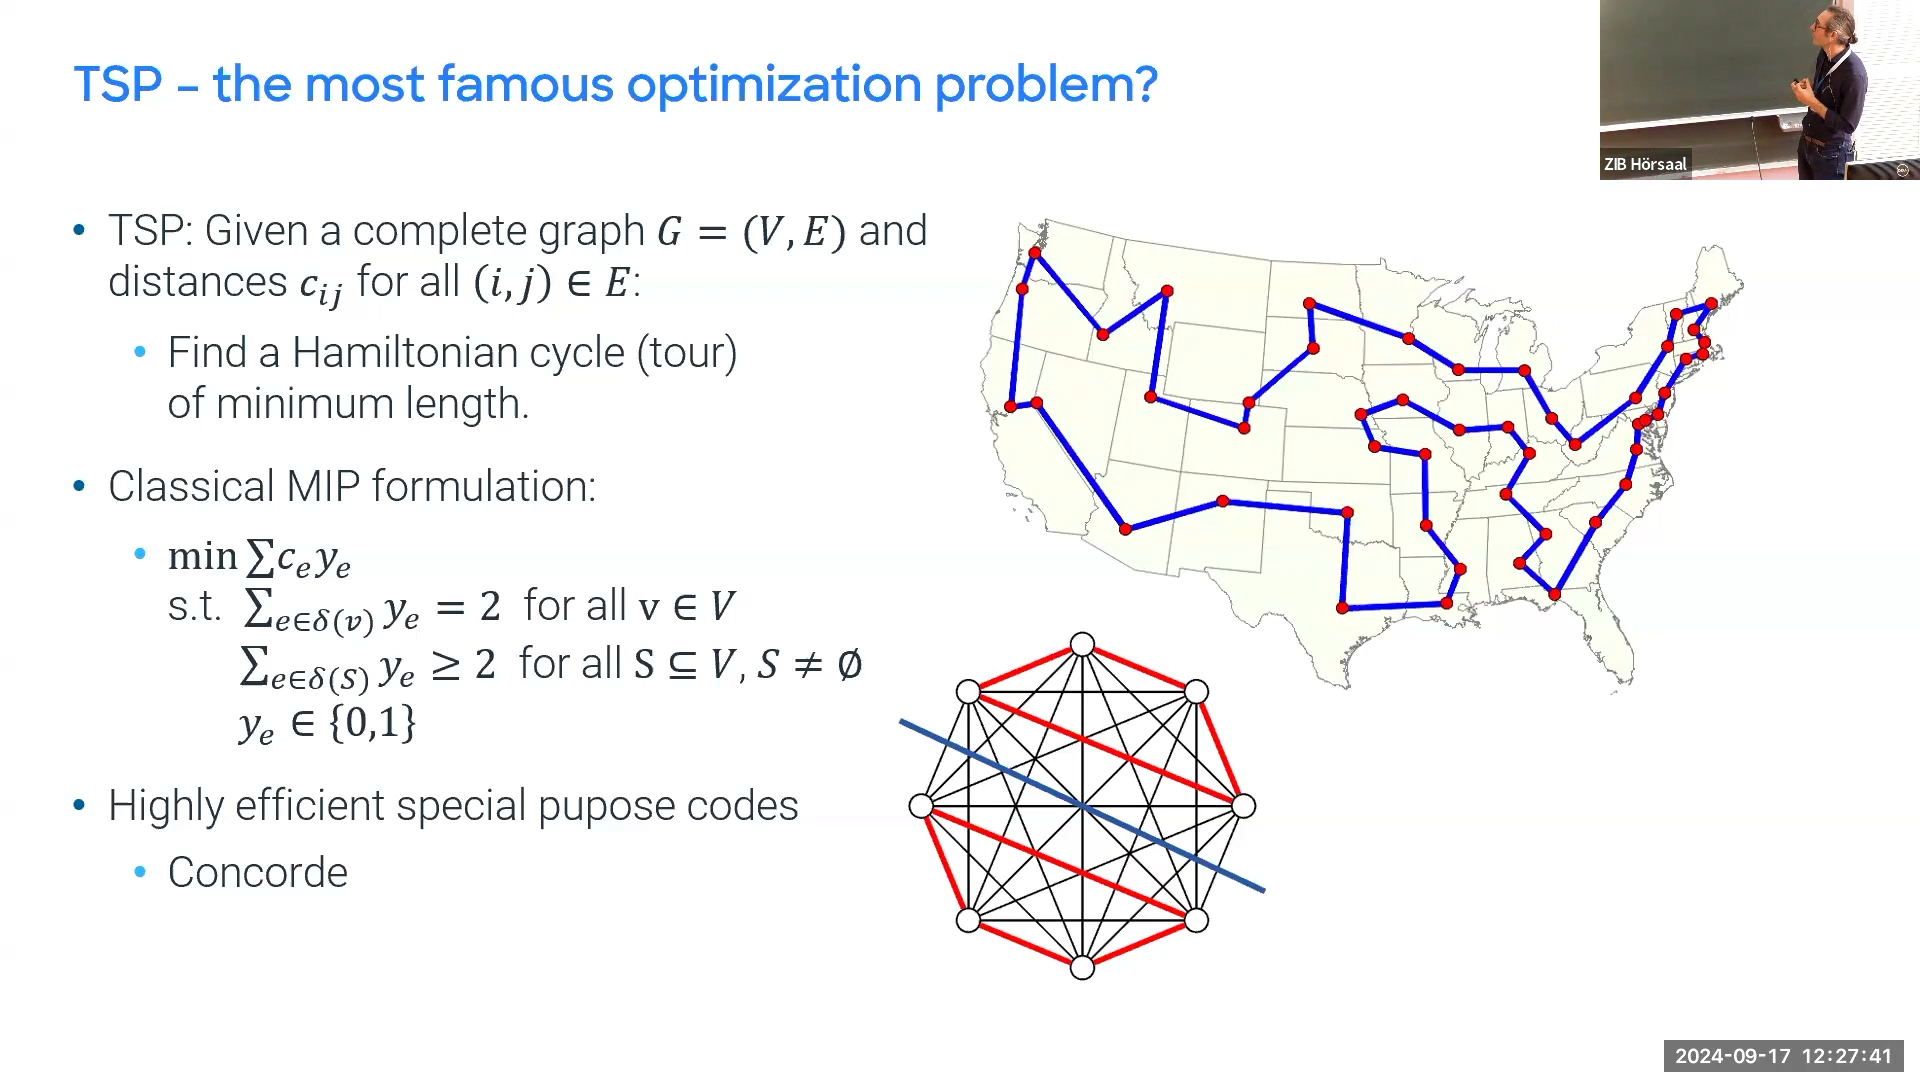 TSP – the most famous optimization problem?
ZIB Hörsaal
• TSP: Given a complete graph G = (V, E) and
distances c_ij for all (i, j) ∈ E:
• Find a Hamiltonian cycle (tour)
of minimum length.
• Classical MIP formulation:
• min ∑c_e y_e
s.t. ∑_{e∈δ(v)} y_e = 2 for all v ∈ V
∑_{e∈δ(S)} y_e ≥ 2 for all S ⊆ V, S ≠ ∅
y_e ∈ {0,1}
• Highly efficient special pupose codes
• Concorde
2024-09-17 12:27:41